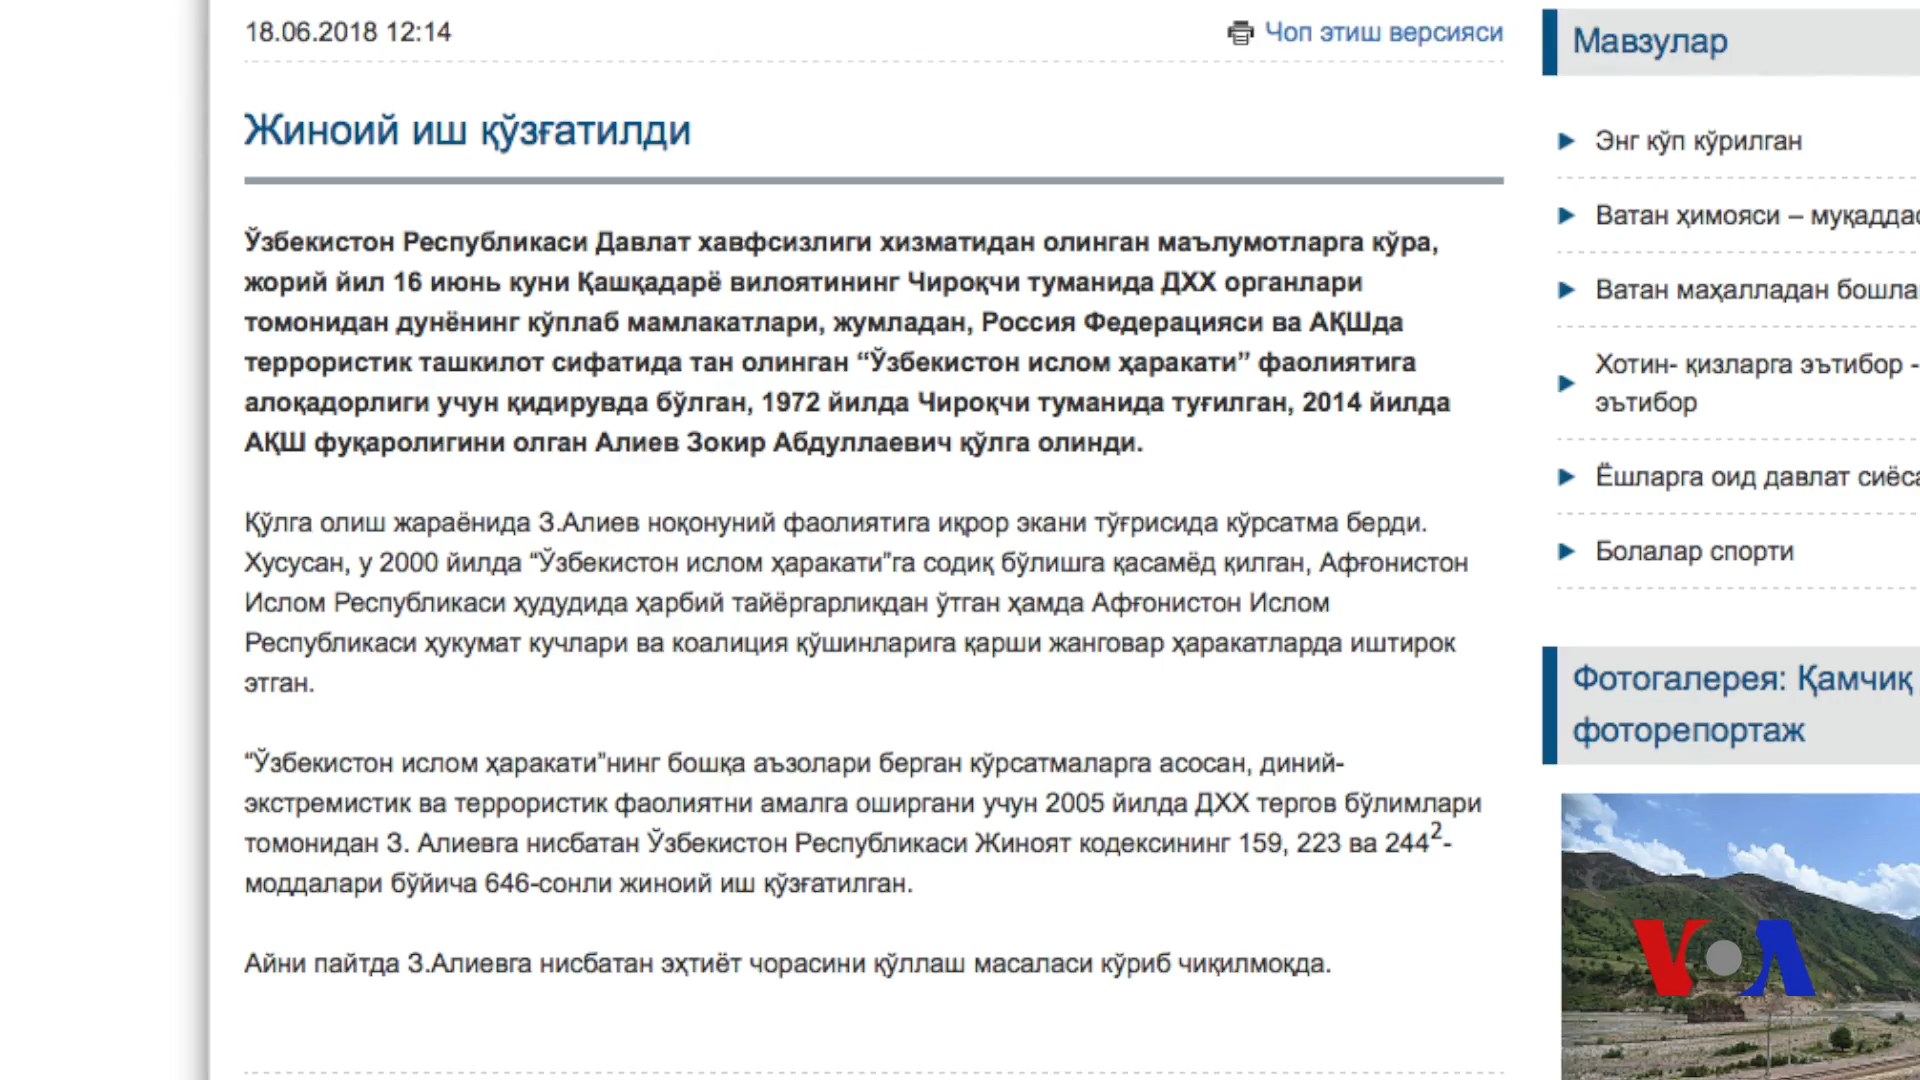 18.06.2018 12:14
Чоп этиш версияси
Жиноий иш қўзғатилди
Ўзбекистон Республикаси Давлат хавфсизлиги хизматидан олинган маълумотларга кўра,
жорий йил 16 июнь куни Қашқадарё вилоятининг Чироқчи туманида ДХХ органлари
томонидан дунёнинг кўплаб мамлакатлари, жумладан, Россия Федерацияси ва АҚШда
террористик ташкилот сифатида тан олинган “Ўзбекистон ислом ҳаракати” фаолиятига
алоқадорлиги учун қидирувда бўлган, 1972 йилда Чироқчи туманида туғилган, 2014 йилда
АҚШ фуқаролигини олган Алиев Зокир Абдуллаевич қўлга олинди.
Қўлга олиш жараёнида З.Алиев ноқонуний фаолиятига иқрор экани тўғрисида кўрсатма берди.
Хусусан, у 2000 йилда “Ўзбекистон ислом ҳаракати”га содиқ бўлишга қасамёд қилган, Афғонистон
Ислом Республикаси ҳудудида ҳарбий тайёргарликдан ўтган ҳамда Афғонистон Ислом
Республикаси ҳукумат кучлари ва коалиция қўшинларига қарши жанговар ҳаракатларда иштирок
этган.
“Ўзбекистон ислом ҳаракати”нинг бошқа аъзолари берган кўрсатмаларга асосан, диний-
экстремистик ва террористик фаолиятни амалга оширгани учун 2005 йилда ДХХ тергов бўлимлари
томонидан З. Алиевга нисбатан Ўзбекистон Республикаси Жиноят кодексининг 159, 223 ва 244²-
моддалари бўйича 646-сонли жиноий иш қўзғатилган.
Айни пайтда З.Алиевга нисбатан эҳтиёт чорасини қўллаш масаласи кўриб чиқилмоқда.
Мавзулар
Энг кўп кўрилган
Ватан ҳимояси – муқаддас
Ватан маҳалладан бошла
Хотин- қизларга эътибор -
эътибор
Ёшларга оид давлат сиёса
Болалар спорти
Фотогалерея: Қамчиқ
фоторепортаж
VOA